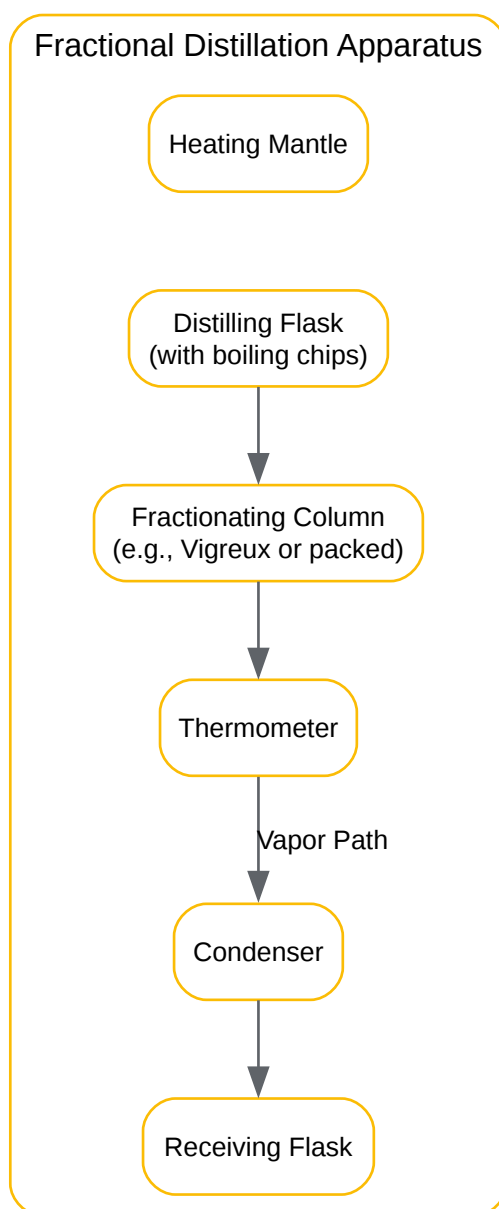 Fractional Distillation Apparatus
Heating Mantle
Distilling Flask
(with boiling chips)
Fractionating Column
(e.g., Vigreux or packed)
Thermometer
Vapor Path
Condenser
Receiving Flask